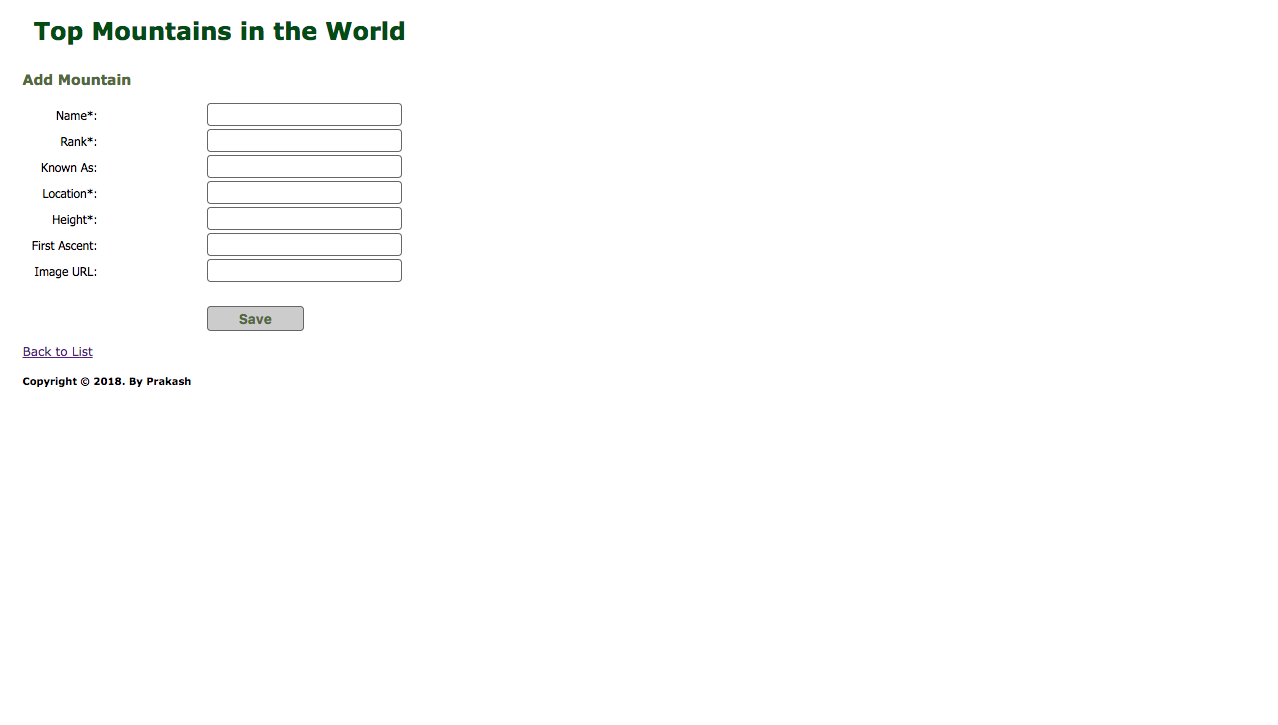 Top Mountains in the World
Add Mountain
Name*:
Rank*:
Known As:
Location*:
Height*:
First Ascent:
Image URL:
Save
Back to List
Copyright © 2018. By Prakash